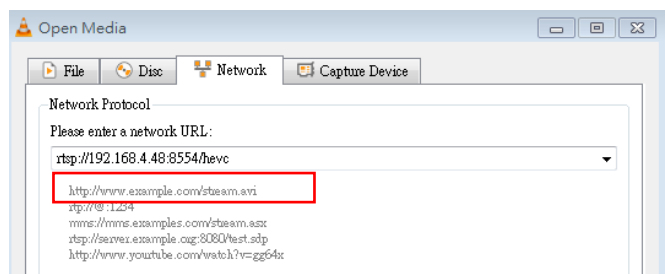 Open Media
File Disc Network Capture Device
Network Protocol
Please enter a network URL:
rtsp://192.168.4.48:8554/hevc
http://www.example.com/stream.avi
rtp://@:1234
mms://mms.examples.com/stream.asx
rtsp://server.example.org:8080/test.sdp
http://www.yourtube.com/watch?v=gg64x